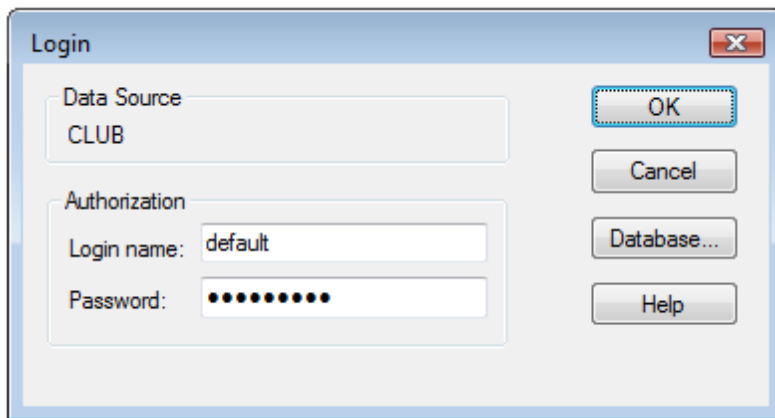 Login
Data Source
CLUB
Authorization
Login name: default
Password: •••••••••
OK
Cancel
Database...
Help